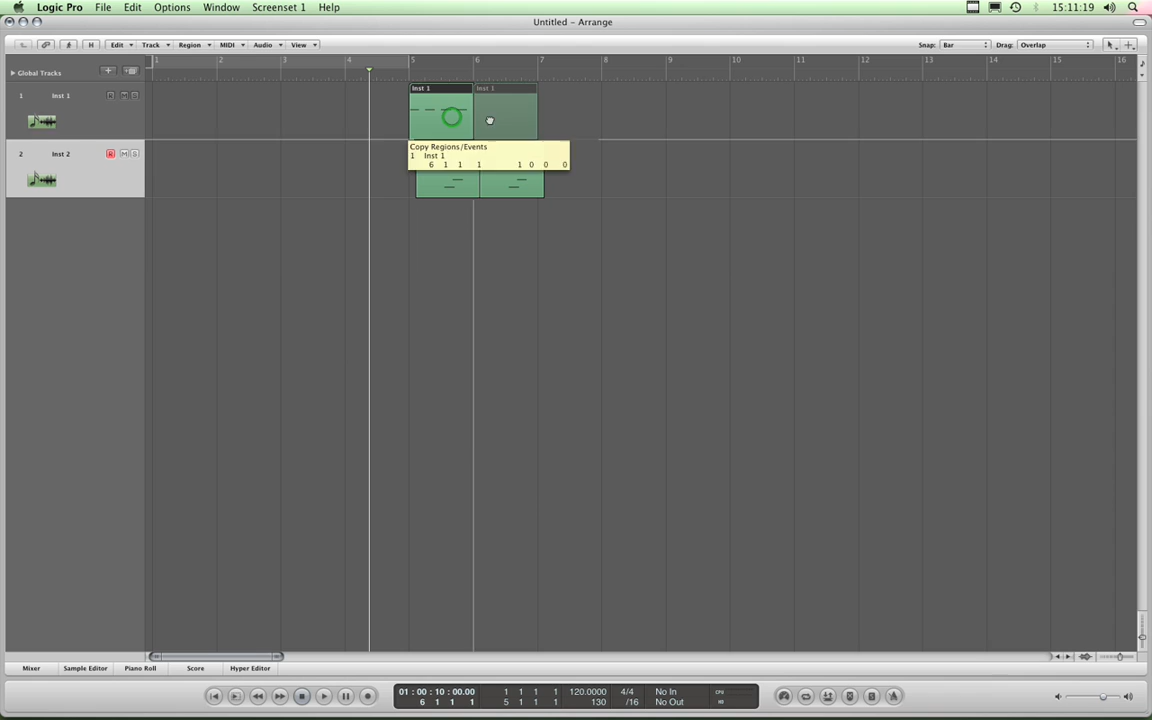 Logic Pro File Edit Options Window Screenset 1 Help 15:11:19
Untitled – Arrange
H Edit Track Region MIDI Audio View Snap: Bar Drag: Overlap
Global Tracks 1 2 3 4 5 6 7 8 9 10 11 12 13 14 15 16
1 Inst 1 R M S Inst 1 Inst 1
Copy Regions/Events
2 Inst 2 R M S 1 Inst 1
6 1 1 1 1 0 0 0
Mixer Sample Editor Piano Roll Score Hyper Editor
01 : 00 : 10 : 00.00 1 1 1 1 120.0000 4/4 No In CPU
6 1 1 1 5 1 1 1 130 /16 No Out HD